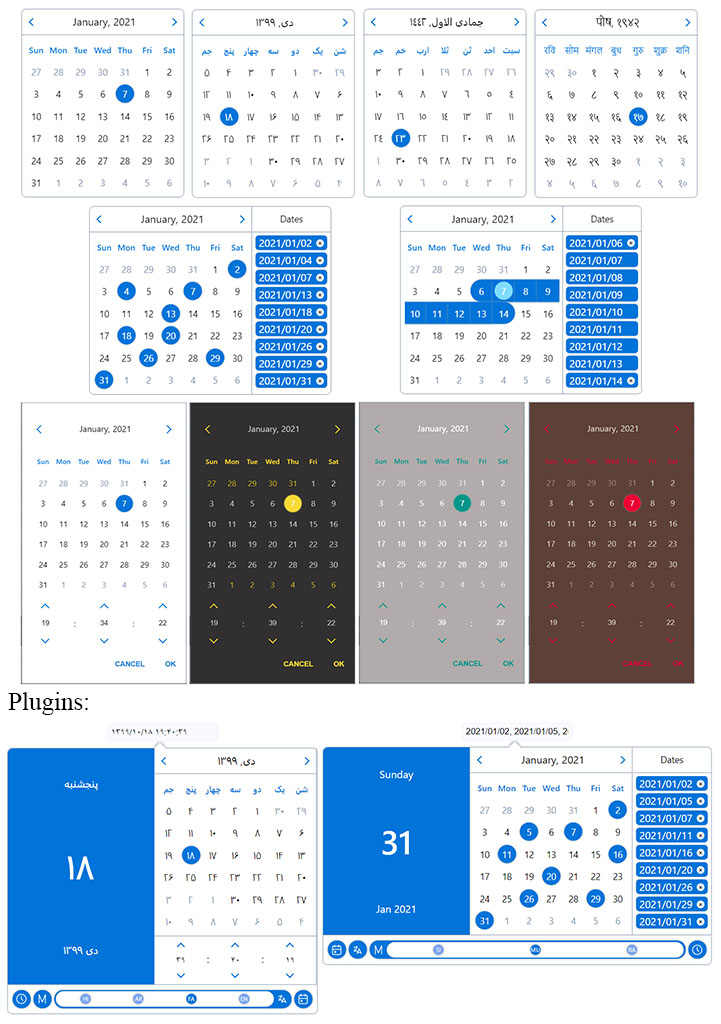 January, 2021
Sun Mon Tue Wed Thu Fri Sat
27 28 29 30 31 1 2
3 4 5 6 7 8 9
10 11 12 13 14 15 16
17 18 19 20 21 22 23
24 25 26 27 28 29 30
31 1 2 3 4 5 6
دی, ۱۳۹۹
شن یک دو سه چهار پنج جم
۲۹ ۳۰ ۱ ۲ ۳ ۴ ۵
۶ ۷ ۸ ۹ ۱۰ ۱۱ ۱۲
۱۳ ۱۴ ۱۵ ۱۶ ۱۷ ۱۸ ۱۹
۲۰ ۲۱ ۲۲ ۲۳ ۲۴ ۲۵ ۲۶
۲۷ ۲۸ ۲۹ ۳۰ ۱ ۲ ۳
۴ ۵ ۶ ۷ ۸ ۹ ۱۰
جمادي الاول, ١٤٤٢
سبت احد ثن ثلا ارب خم جم
٢٦ ٢٧ ٢٨ ٢٩ ١ ٢ ٣
٤ ٥ ٦ ٧ ٨ ٩ ١٠
١١ ١٢ ١٣ ١٤ ١٥ ١٦ ١٧
١٨ ١٩ ٢٠ ٢١ ٢٢ ٢٣ ٢٤
٢٥ ٢٦ ٢٧ ٢٨ ٢٩ ٣٠ ١
٢ ٣ ٤ ٥ ٦ ٧ ٨
पौष, १९४२
रवि सोम मंगल बुध गुरु शुक्र शनि
२९ ३० १ २ ३ ४ ५
६ ७ ८ ९ १० ११ १२
१३ १४ १५ १६ १७ १८ १९
२० २१ २२ २३ २४ २५ २६
२७ २८ २९ ३० १ २ ३
४ ५ ६ ७ ८ ९ १०
January, 2021
Sun Mon Tue Wed Thu Fri Sat
27 28 29 30 31 1 2
3 4 5 6 7 8 9
10 11 12 13 14 15 16
17 18 19 20 21 22 23
24 25 26 27 28 29 30
31 1 2 3 4 5 6
Dates
2021/01/02
2021/01/04
2021/01/07
2021/01/13
2021/01/18
2021/01/20
2021/01/26
2021/01/29
2021/01/31
January, 2021
Sun Mon Tue Wed Thu Fri Sat
27 28 29 30 31 1 2
3 4 5 6 7 8 9
10 11 12 13 14 15 16
17 18 19 20 21 22 23
24 25 26 27 28 29 30
31 1 2 3 4 5 6
Dates
2021/01/06
2021/01/07
2021/01/08
2021/01/09
2021/01/10
2021/01/11
2021/01/12
2021/01/13
2021/01/14
January, 2021
Sun Mon Tue Wed Thu Fri Sat
27 28 29 30 31 1 2
3 4 5 6 7 8 9
10 11 12 13 14 15 16
17 18 19 20 21 22 23
24 25 26 27 28 29 30
31 1 2 3 4 5 6
19 : 34 : 22
CANCEL OK
January, 2021
Sun Mon Tue Wed Thu Fri Sat
27 28 29 30 31 1 2
3 4 5 6 7 8 9
10 11 12 13 14 15 16
17 18 19 20 21 22 23
24 25 26 27 28 29 30
31 1 2 3 4 5 6
19 : 39 : 22
CANCEL OK
January, 2021
Sun Mon Tue Wed Thu Fri Sat
27 28 29 30 31 1 2
3 4 5 6 7 8 9
10 11 12 13 14 15 16
17 18 19 20 21 22 23
24 25 26 27 28 29 30
31 1 2 3 4 5 6
19 : 39 : 22
CANCEL OK
January, 2021
Sun Mon Tue Wed Thu Fri Sat
27 28 29 30 31 1 2
3 4 5 6 7 8 9
10 11 12 13 14 15 16
17 18 19 20 21 22 23
24 25 26 27 28 29 30
31 1 2 3 4 5 6
19 : 39 : 22
CANCEL OK
Plugins:
۱۳۹۹/۱۰/۱۸ ۱۹:۴۰:۳۹
پنجشنبه
۱۸
دی ۱۳۹۹
دی, ۱۳۹۹
شن یک دو سه چهار پنج جم
۲۹ ۳۰ ۱ ۲ ۳ ۴ ۵
۶ ۷ ۸ ۹ ۱۰ ۱۱ ۱۲
۱۳ ۱۴ ۱۵ ۱۶ ۱۷ ۱۸ ۱۹
۲۰ ۲۱ ۲۲ ۲۳ ۲۴ ۲۵ ۲۶
۲۷ ۲۸ ۲۹ ۳۰ ۱ ۲ ۳
۴ ۵ ۶ ۷ ۸ ۹ ۱۰
۱۹ : ۴۰ : ۳۹
M HI AR FA EN
2021/01/02, 2021/01/05, 2
Sunday
31
Jan 2021
January, 2021
Sun Mon Tue Wed Thu Fri Sat
27 28 29 30 31 1 2
3 4 5 6 7 8 9
10 11 12 13 14 15 16
17 18 19 20 21 22 23
24 25 26 27 28 29 30
31 1 2 3 4 5 6
Dates
2021/01/02
2021/01/05
2021/01/07
2021/01/11
2021/01/16
2021/01/20
2021/01/26
2021/01/29
2021/01/31
M SI MU RA